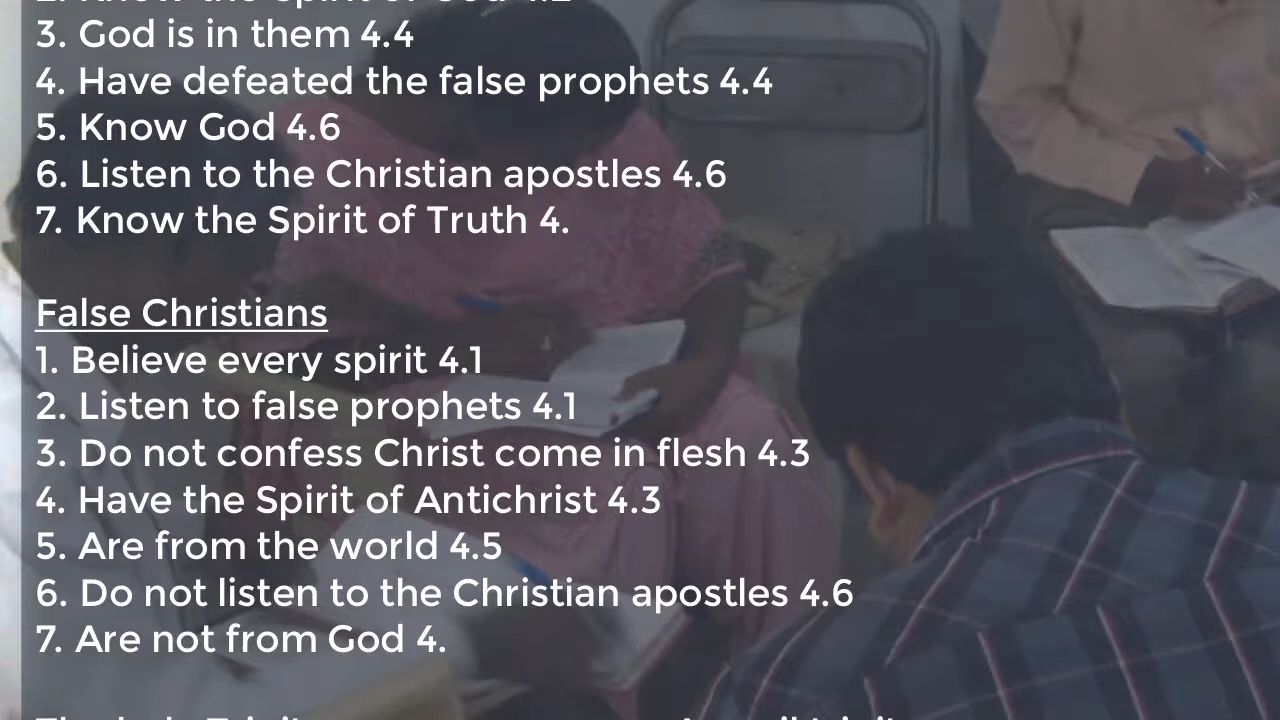 3. God is in them 4.4
4. Have defeated the false prophets 4.4
5. Know God 4.6
6. Listen to the Christian apostles 4.6
7. Know the Spirit of Truth 4.
False Christians
1. Believe every spirit 4.1
2. Listen to false prophets 4.1
3. Do not confess Christ come in flesh 4.3
4. Have the Spirit of Antichrist 4.3
5. Are from the world 4.5
6. Do not listen to the Christian apostles 4.6
7. Are not from God 4.